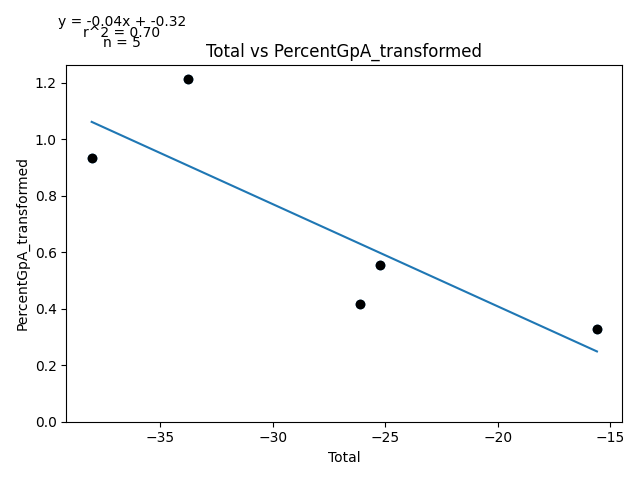 y = -0.04x + -0.32
r^2 = 0.70
n = 5
Total vs PercentGpA_transformed
PercentGpA_transformed
1.2
1.0
0.8
0.6
0.4
0.2
0.0
−35
−30
−25
−20
−15
Total